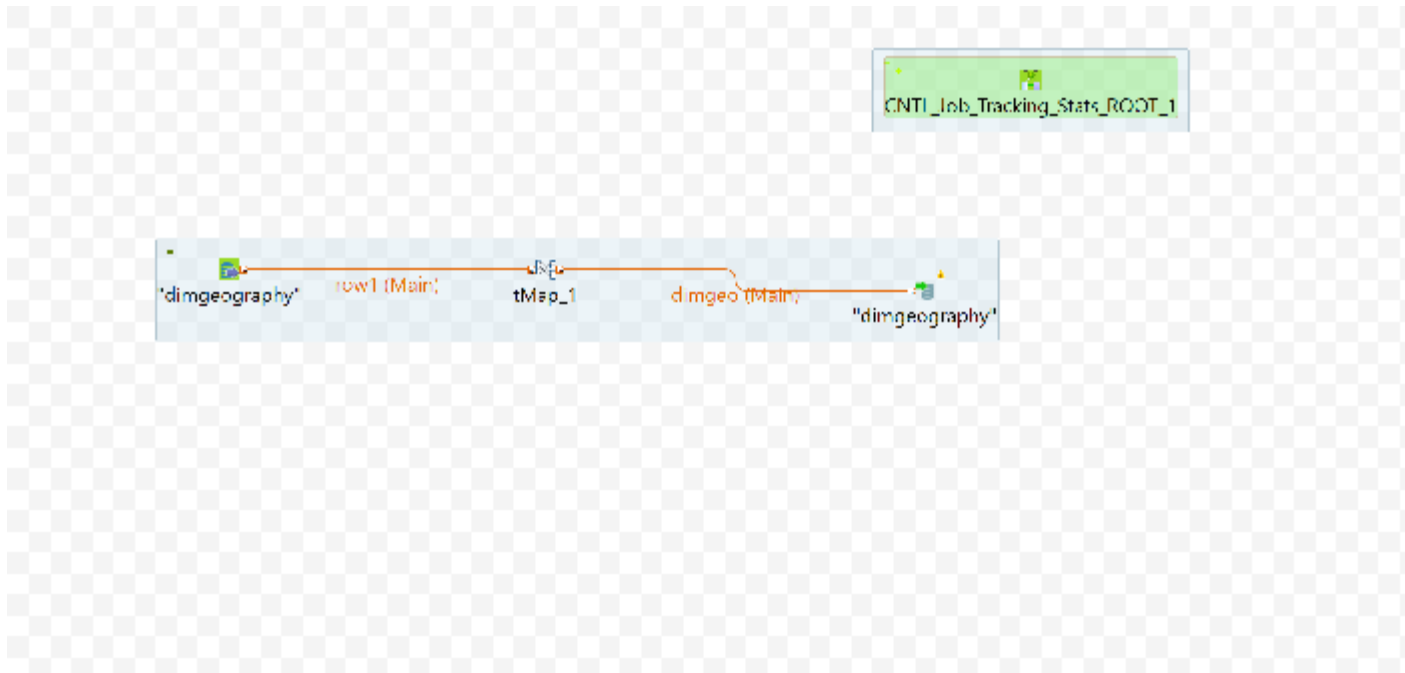 CNTL_Job_Tracking_Stats_ROOT_1
"dimgeography"
row1 (Main)
tMap_1
dimgeo (Main)
"dimgeography"